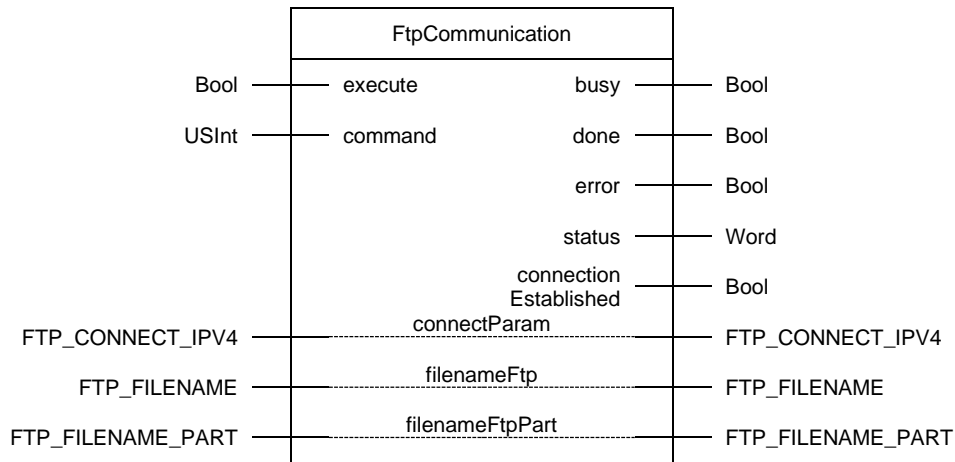 FtpCommunication
Bool execute busy Bool
USInt command done Bool
error Bool
status Word
connection
Established Bool
FTP_CONNECT_IPV4 connectParam FTP_CONNECT_IPV4
FTP_FILENAME filenameFtp FTP_FILENAME
FTP_FILENAME_PART filenameFtpPart FTP_FILENAME_PART